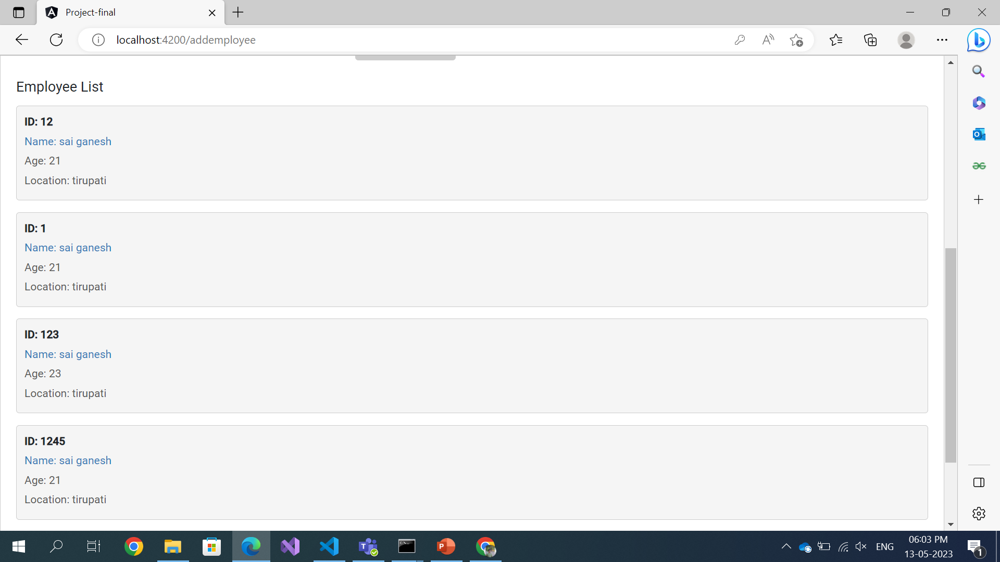 Project-final
localhost:4200/addemployee
Employee List
ID: 12
Name: sai ganesh
Age: 21
Location: tirupati
ID: 1
Name: sai ganesh
Age: 21
Location: tirupati
ID: 123
Name: sai ganesh
Age: 23
Location: tirupati
ID: 1245
Name: sai ganesh
Age: 21
Location: tirupati
ENG
06:03 PM
13-05-2023
1